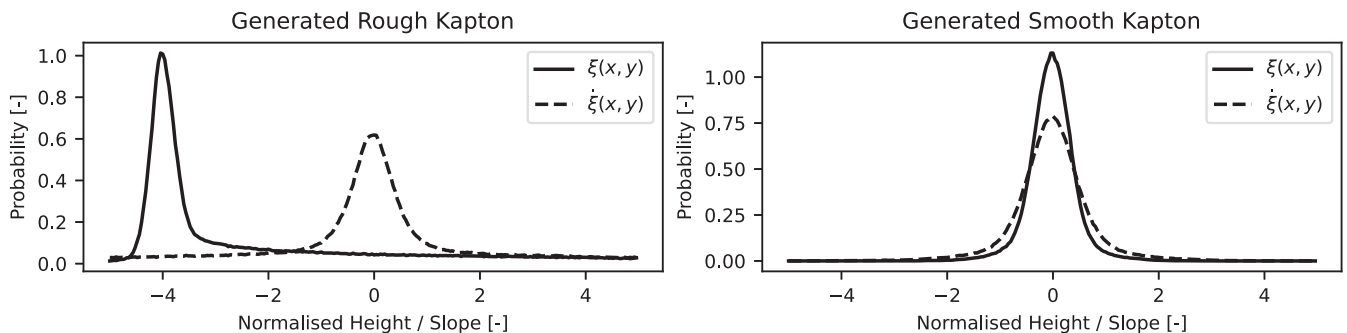 Generated Rough Kapton
1.0
0.8
0.6
0.4
0.2
0.0
Probability [-]
ξ(x, y)
ξ̇(x, y)
−4
−2
0
2
4
Normalised Height / Slope [-]
Generated Smooth Kapton
1.00
0.75
0.50
0.25
0.00
Probability [-]
ξ(x, y)
ξ̇(x, y)
−4
−2
0
2
4
Normalised Height / Slope [-]